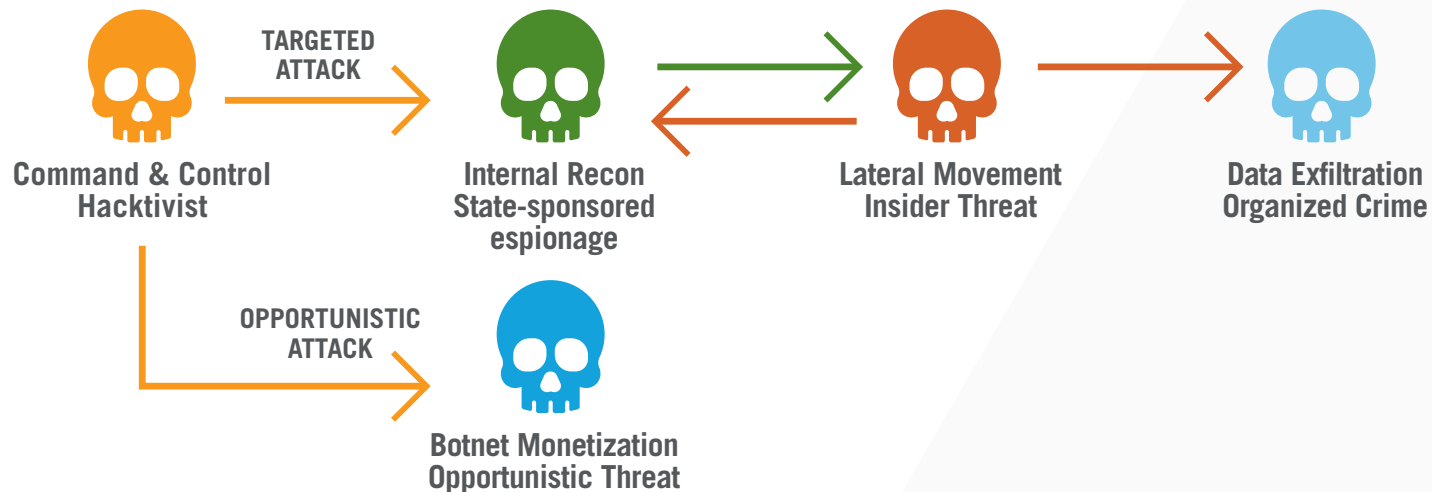 TARGETED
ATTACK
Command & Control
Hacktivist
Internal Recon
State-sponsored
espionage
Lateral Movement
Insider Threat
Data Exfiltration
Organized Crime
OPPORTUNISTIC
ATTACK
Botnet Monetization
Opportunistic Threat